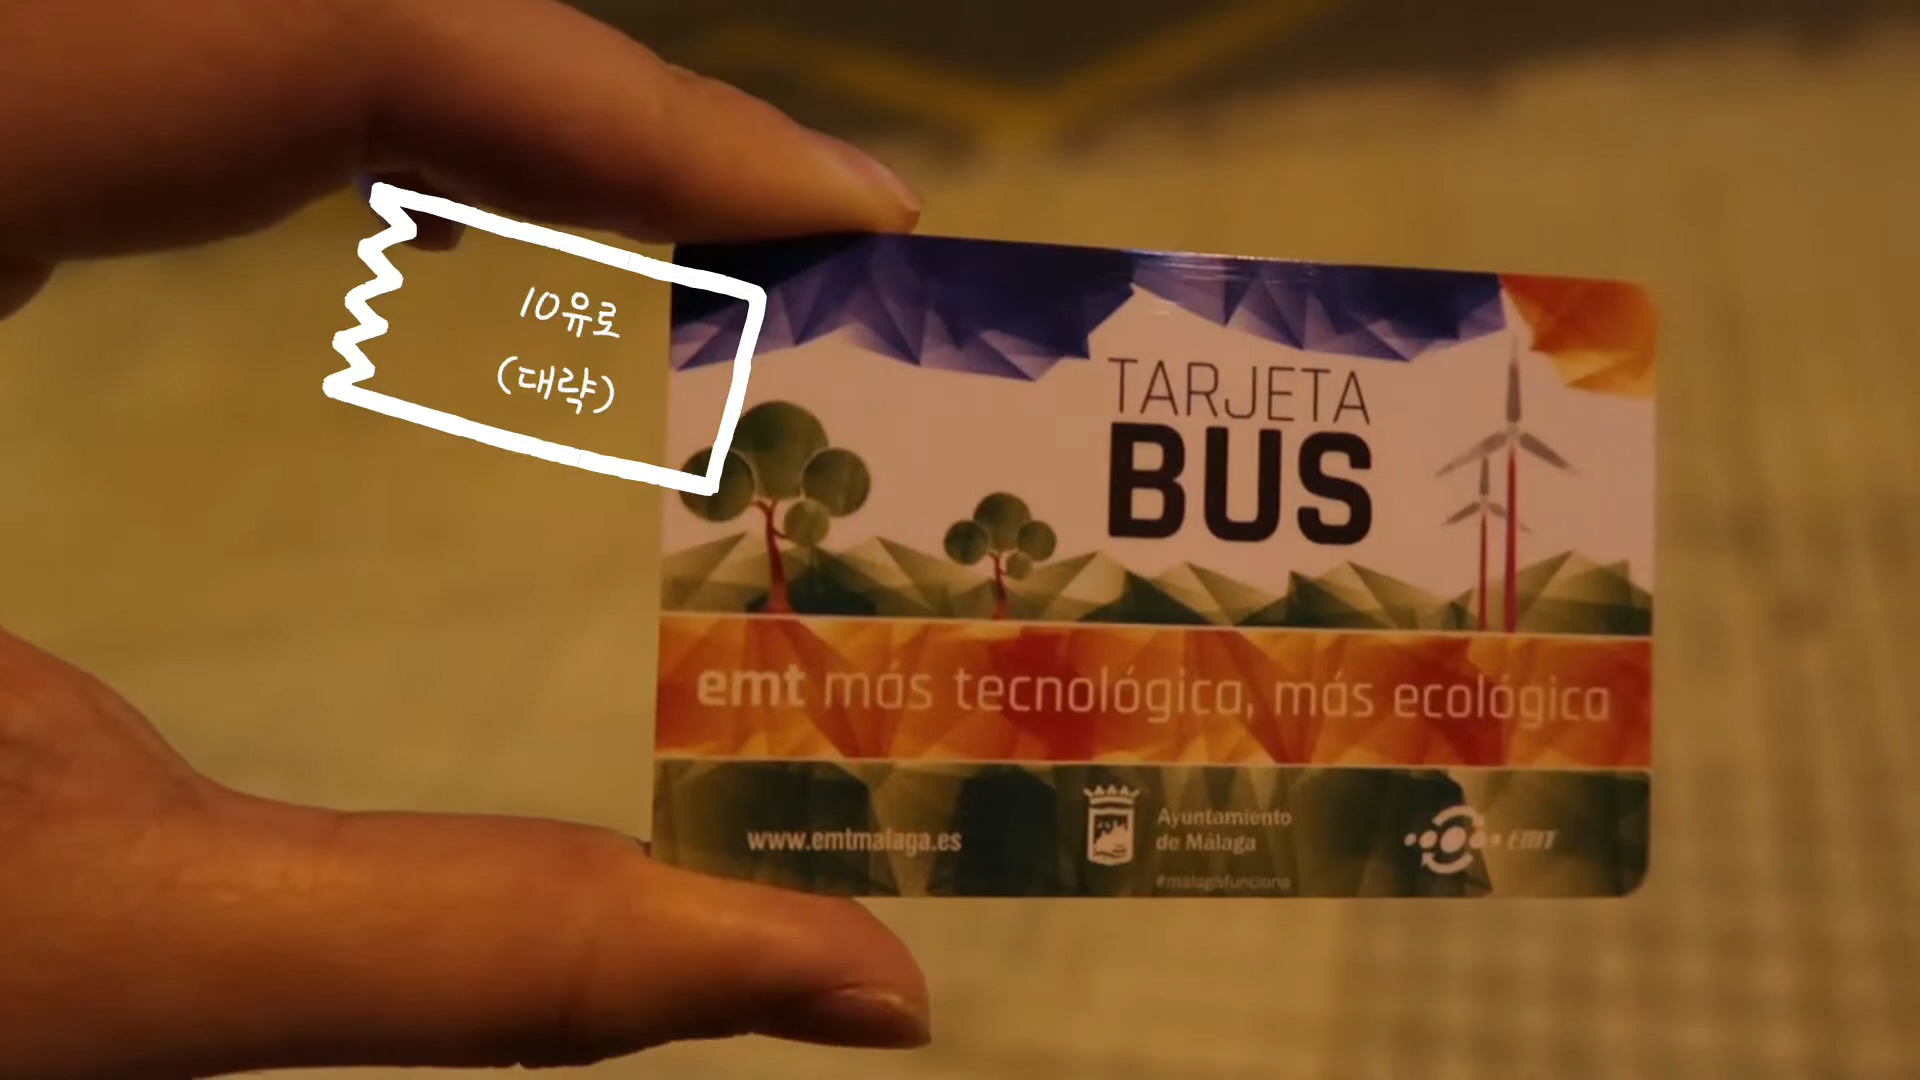 10유로
(대략)
TARJETA
BUS
emt más tecnológica, más ecológica
www.emtmalaga.es
Ayuntamiento
de Málaga
EMT
#malagafunciona